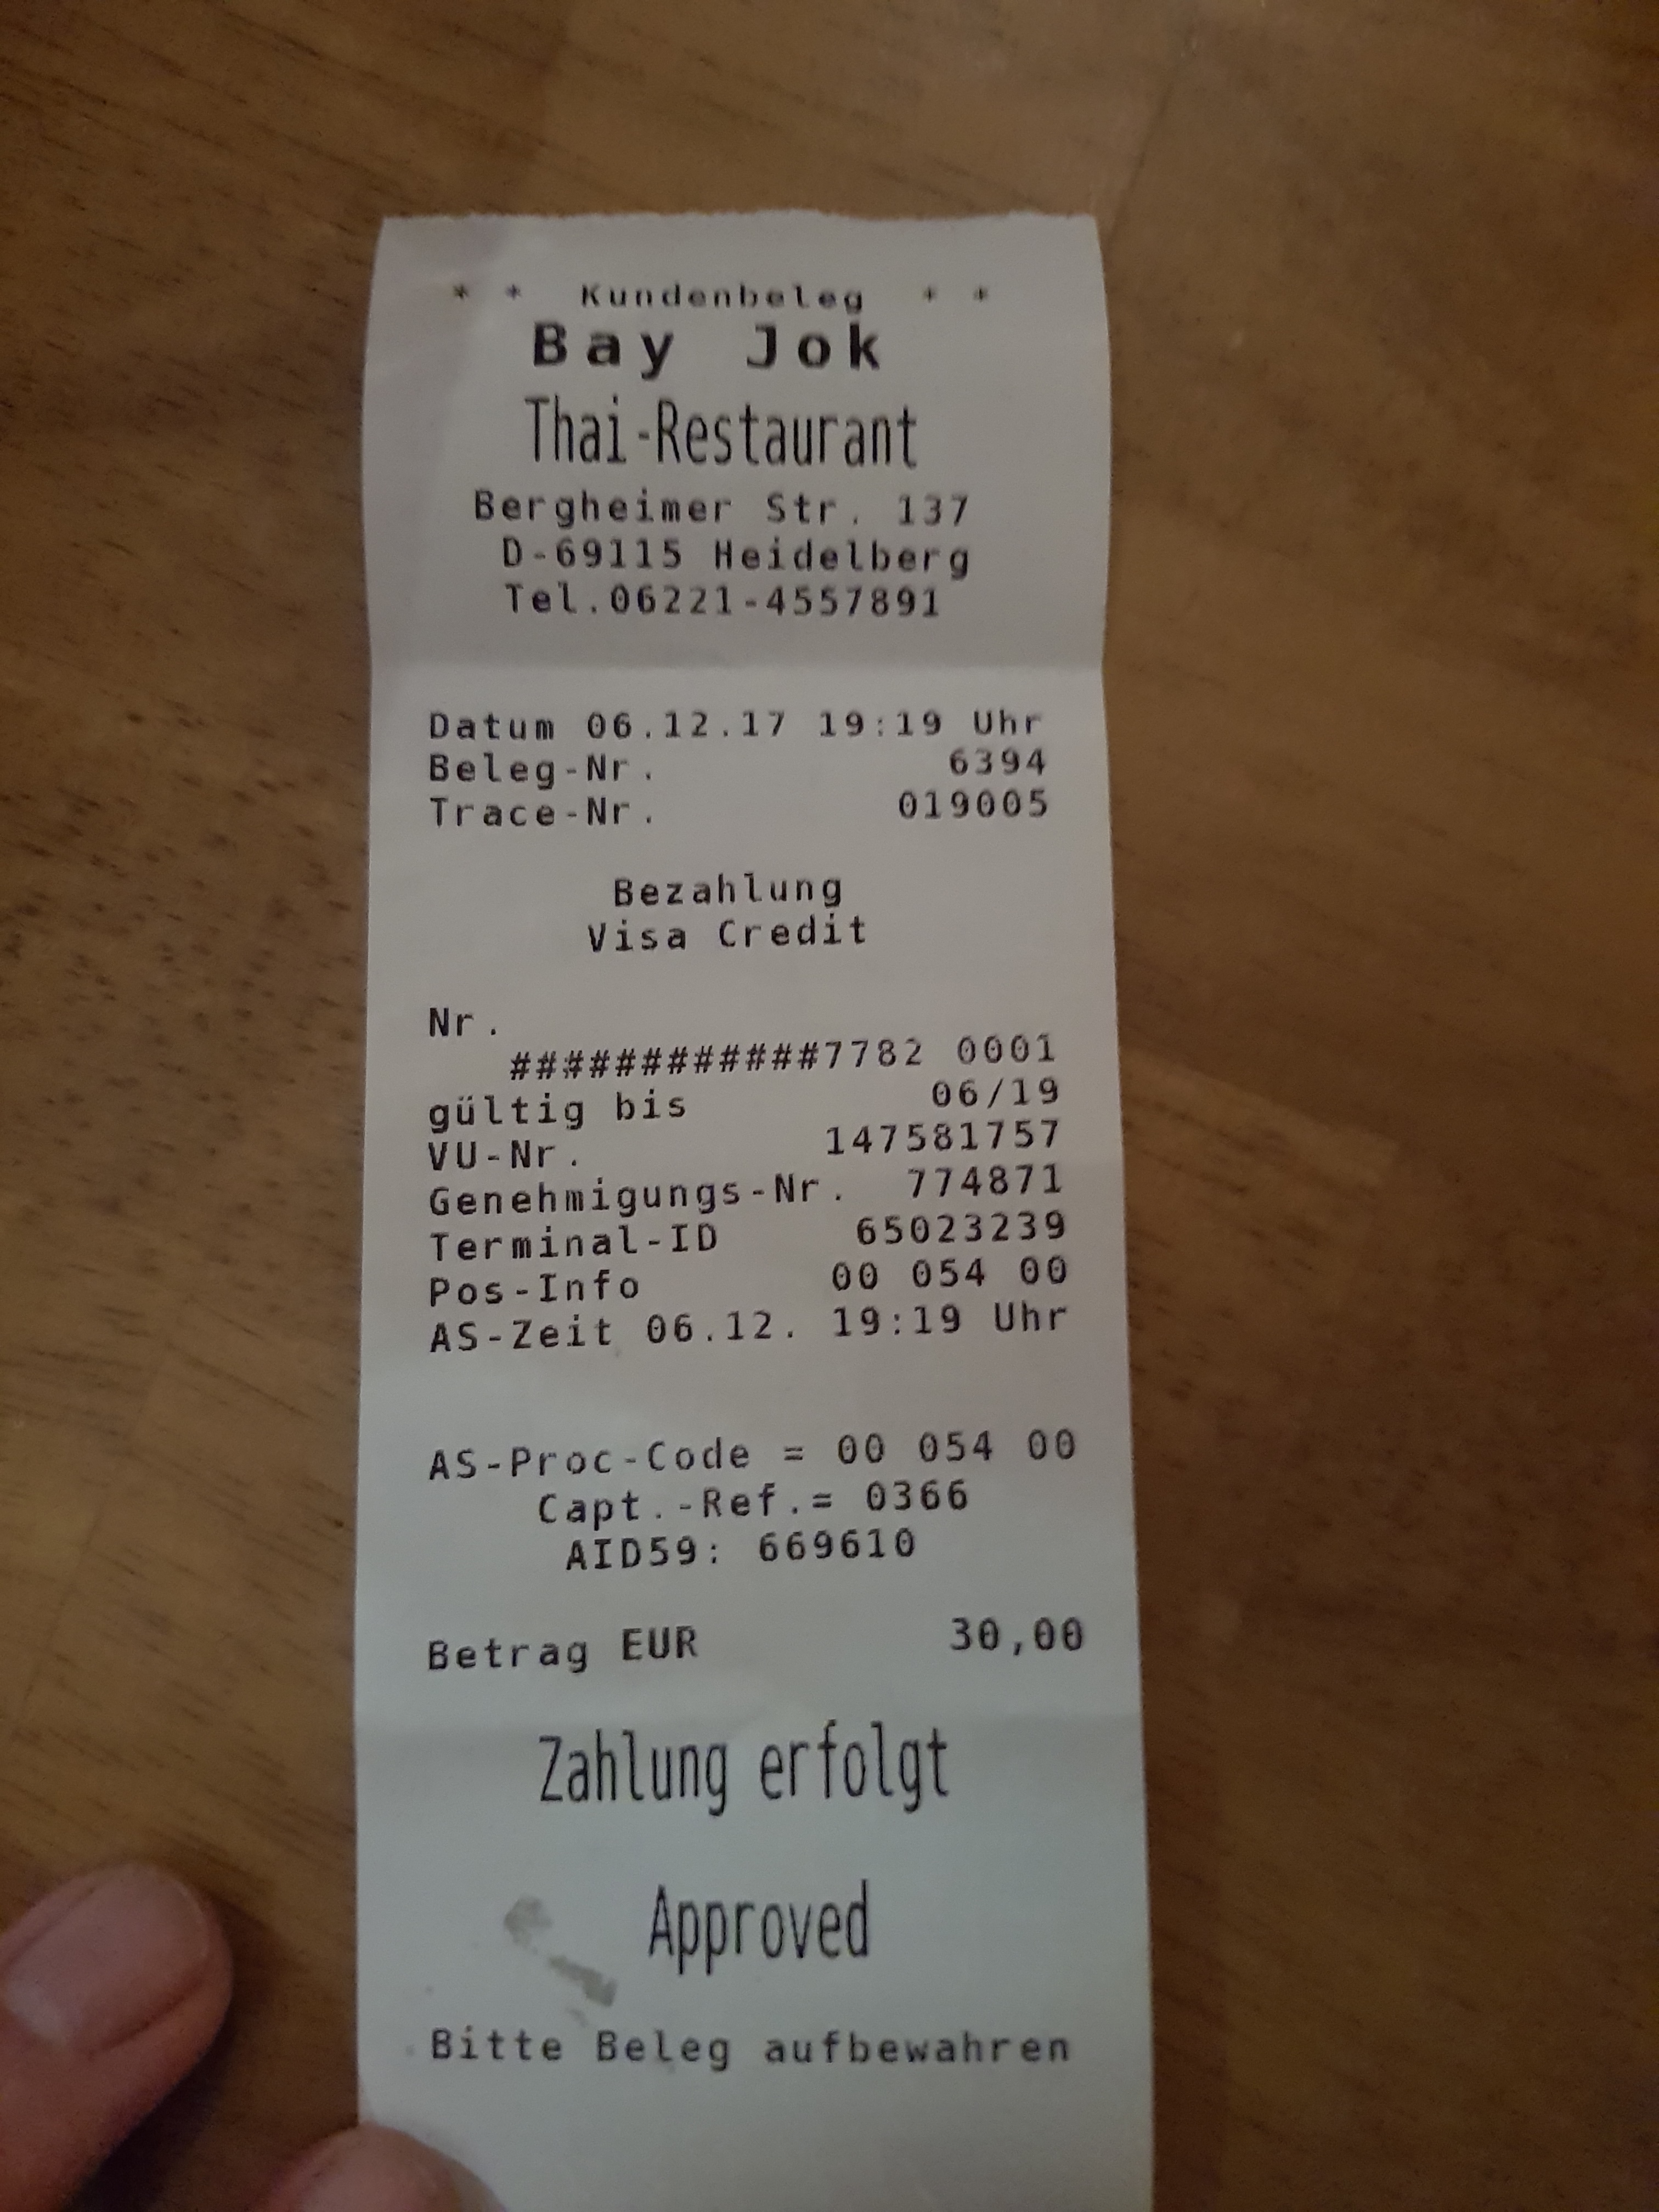 * * Kundenbeleg * *
Bay Jok
Thai-Restaurant
Bergheimer Str. 137
D-69115 Heidelberg
Tel.06221-4557891
Datum 06.12.17 19:19 Uhr
Beleg-Nr. 6394
Trace-Nr. 019005
Bezahlung
Visa Credit
Nr.
############7782 0001
gültig bis 06/19
VU-Nr. 147581757
Genehmigungs-Nr. 774871
Terminal-ID 65023239
Pos-Info 00 054 00
AS-Zeit 06.12. 19:19 Uhr
AS-Proc-Code = 00 054 00
Capt.-Ref.= 0366
AID59: 669610
Betrag EUR 30,00
Zahlung erfolgt
Approved
Bitte Beleg aufbewahren